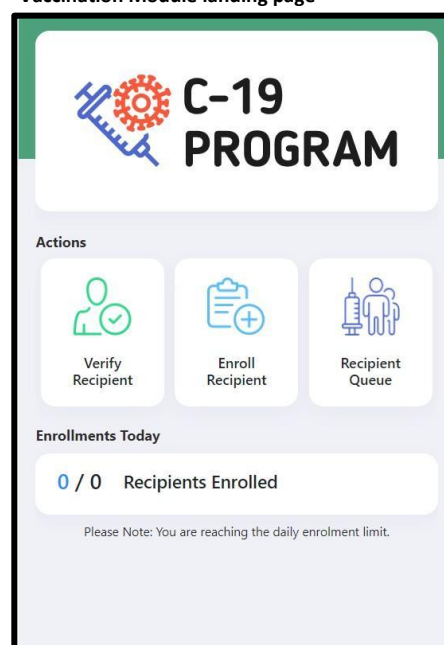 Vaccination Module landing page
C-19
PROGRAM
Actions
Verify
Recipient
Enroll
Recipient
Recipient
Queue
Enrollments Today
0 / 0 Recipients Enrolled
Please Note: You are reaching the daily enrolment limit.